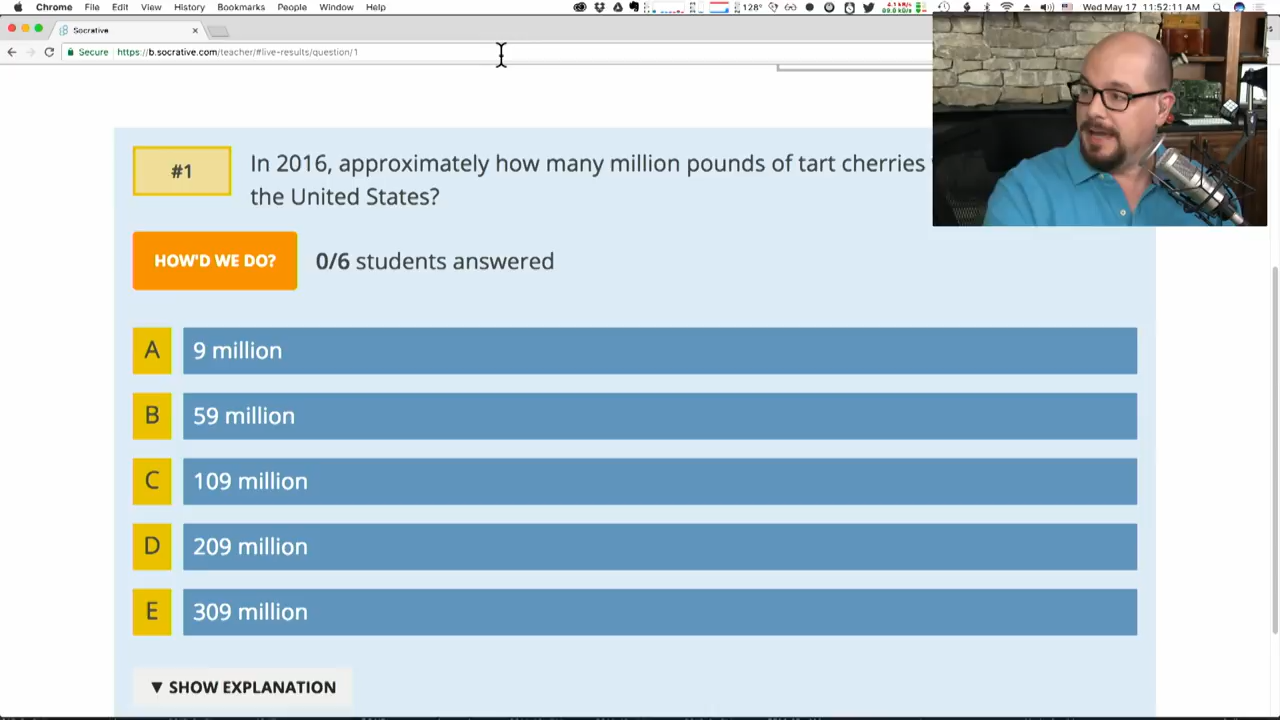 Chrome File Edit View History Bookmarks People Window Help 128° Wed May 17 11:52:11 AM
Socrative
Secure https://b.socrative.com/teacher/#live-results/question/1
#1
In 2016, approximately how many million pounds of tart cherries
the United States?
HOW'D WE DO?
0/6 students answered
A 9 million
B 59 million
C 109 million
D 209 million
E 309 million
▼ SHOW EXPLANATION